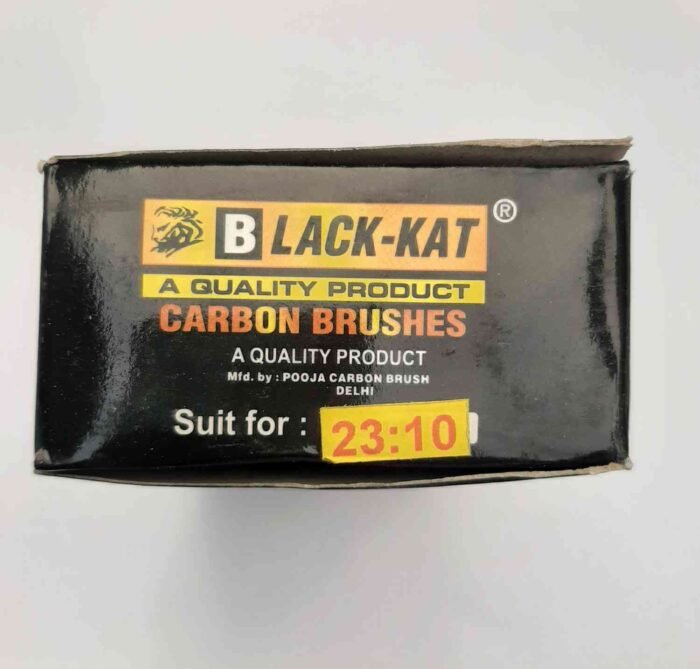 BLACK-KAT ®
A QUALITY PRODUCT
CARBON BRUSHES
A QUALITY PRODUCT
Mfd. by : POOJA CARBON BRUSH
DELHI
Suit for : 23:10